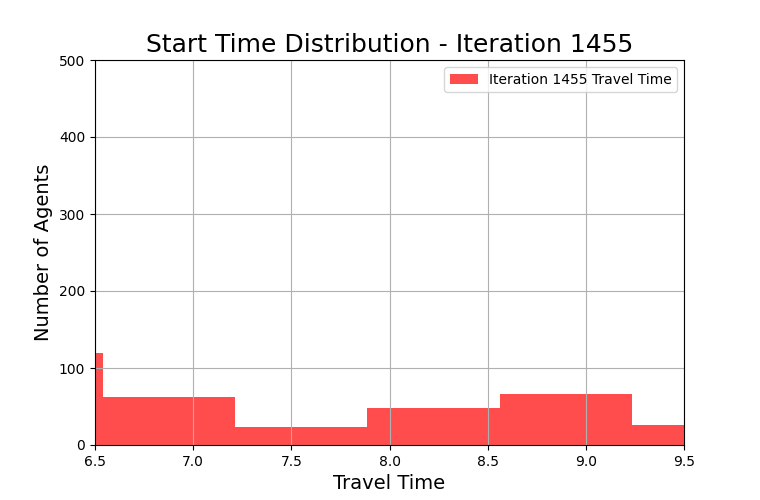 Start Time Distribution - Iteration 1455
Iteration 1455 Travel Time
Number of Agents
500
400
300
200
100
0
6.5 7.0 7.5 8.0 8.5 9.0 9.5
Travel Time